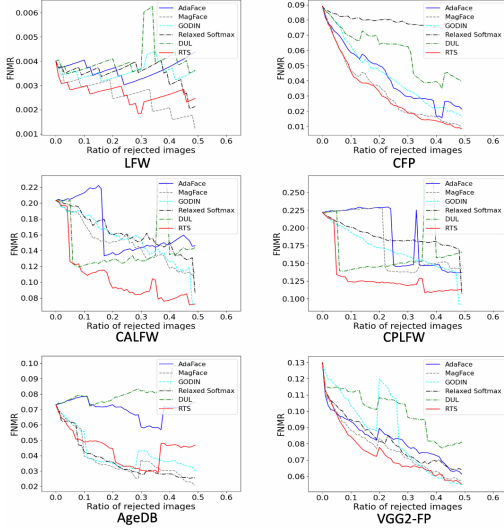 FNMR
0.006
0.005
0.004
0.003
0.002
0.001
AdaFace
MagFace
GODIN
Relaxed Softmax
DUL
RTS
0.0 0.1 0.2 0.3 0.4 0.5 0.6
Ratio of rejected images
LFW
FNMR
0.09
0.08
0.07
0.06
0.05
0.04
0.03
0.02
0.01
AdaFace
MagFace
GODIN
Relaxed Softmax
DUL
RTS
0.0 0.1 0.2 0.3 0.4 0.5 0.6
Ratio of rejected images
CFP
FNMR
0.22
0.20
0.18
0.16
0.14
0.12
0.10
0.08
AdaFace
MagFace
GODIN
Relaxed Softmax
DUL
RTS
0.0 0.1 0.2 0.3 0.4 0.5 0.6
Ratio of rejected images
CALFW
FNMR
0.250
0.225
0.200
0.175
0.150
0.125
0.100
AdaFace
MagFace
GODIN
Relaxed Softmax
DUL
RTS
0.0 0.1 0.2 0.3 0.4 0.5 0.6
Ratio of rejected images
CPLFW
FNMR
0.10
0.09
0.08
0.07
0.06
0.05
0.04
0.03
0.02
AdaFace
MagFace
GODIN
Relaxed Softmax
DUL
RTS
0.0 0.1 0.2 0.3 0.4 0.5 0.6
Ratio of rejected images
AgeDB
FNMR
0.13
0.12
0.11
0.10
0.09
0.08
0.07
0.06
0.05
AdaFace
MagFace
GODIN
Relaxed Softmax
DUL
RTS
0.0 0.1 0.2 0.3 0.4 0.5 0.6
Ratio of rejected images
VGG2-FP